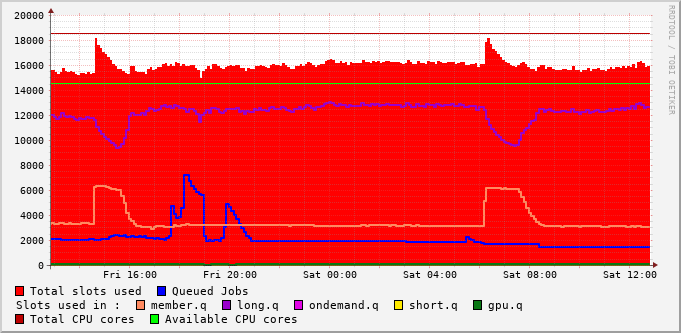 20000
18000
16000
14000
12000
10000
8000
6000
4000
2000
0
Fri 16:00 Fri 20:00 Sat 00:00 Sat 04:00 Sat 08:00 Sat 12:00
Total slots used Queued Jobs
Slots used in : member.q long.q ondemand.q short.q gpu.q
Total CPU cores Available CPU cores
RRDTOOL / TOBI OETIKER